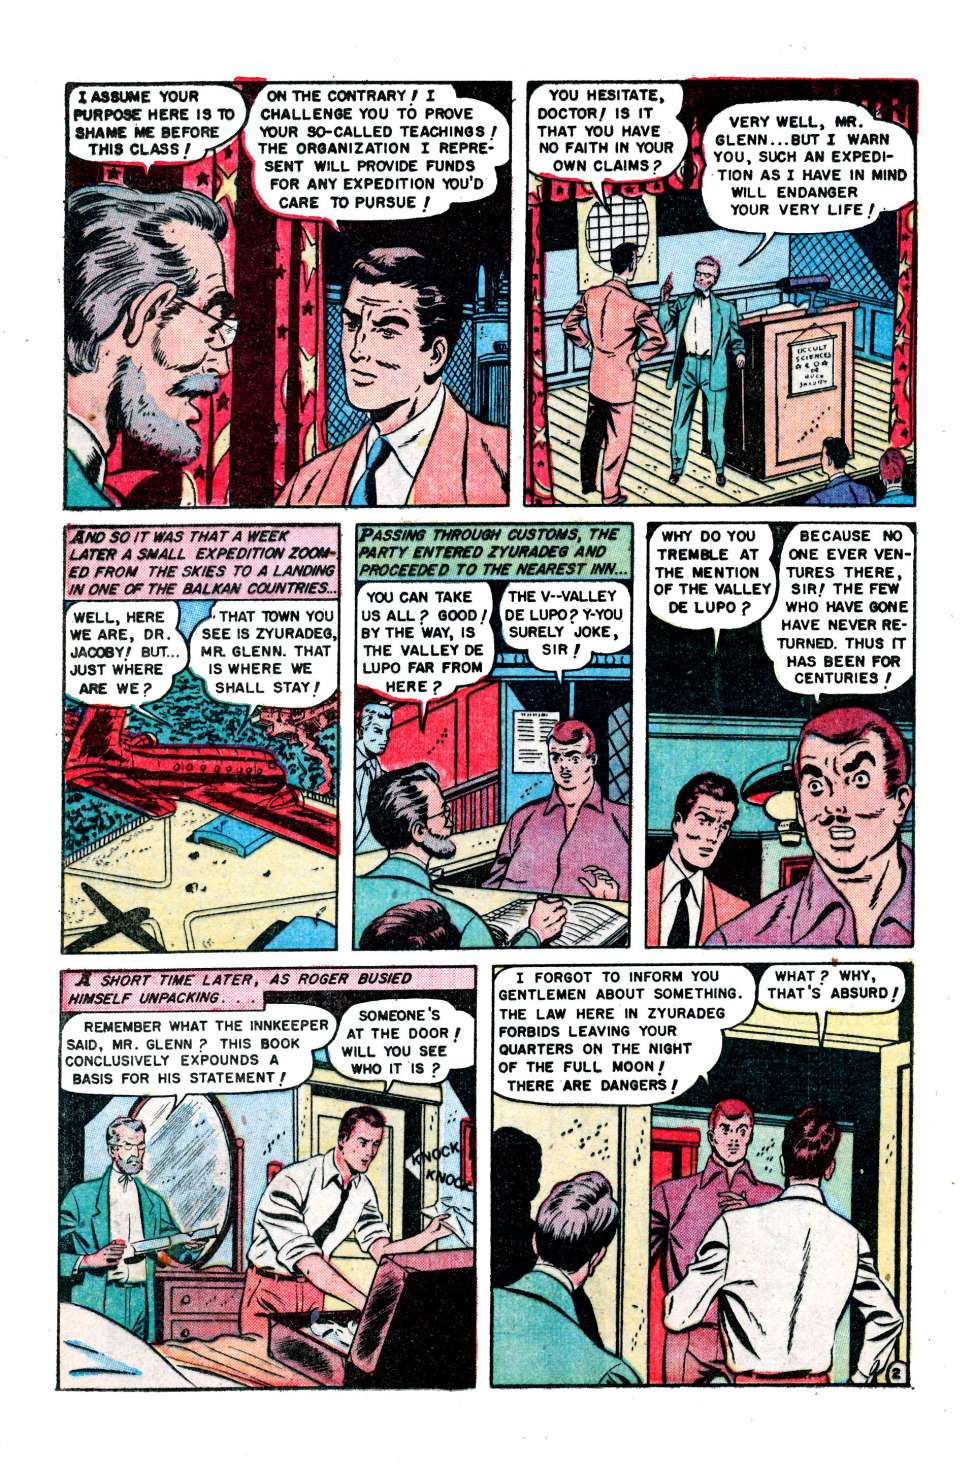 I ASSUME YOUR
PURPOSE HERE IS TO
SHAME ME BEFORE
THIS CLASS!
ON THE CONTRARY! I
CHALLENGE YOU TO PROVE
YOUR SO-CALLED TEACHINGS!
THE ORGANIZATION I REPRE-
SENT WILL PROVIDE FUNDS
FOR ANY EXPEDITION YOU'D
CARE TO PURSUE!
YOU HESITATE,
DOCTOR! IS IT
THAT YOU HAVE
NO FAITH IN YOUR
OWN CLAIMS?
VERY WELL, MR.
GLENN...BUT I WARN
YOU, SUCH AN EXPEDI-
TION AS I HAVE IN MIND
WILL ENDANGER
YOUR VERY LIFE!
OCCULT
SCIENCES
AND SO IT WAS THAT A WEEK
LATER A SMALL EXPEDITION ZOOM-
ED FROM THE SKIES TO A LANDING
IN ONE OF THE BALKAN COUNTRIES...
WELL, HERE
WE ARE, DR.
JACOBY! BUT...
JUST WHERE
ARE WE?
THAT TOWN YOU
SEE IS ZYURADEG,
MR. GLENN. THAT
IS WHERE WE
SHALL STAY!
PASSING THROUGH CUSTOMS, THE
PARTY ENTERED ZYURADEG AND
PROCEEDED TO THE NEAREST INN...
YOU CAN TAKE
US ALL? GOOD!
BY THE WAY, IS
THE VALLEY DE
LUPO FAR FROM
HERE?
THE V--VALLEY
DE LUPO? Y-YOU
SURELY JOKE,
SIR!
WHY DO YOU
TREMBLE AT
THE MENTION
OF THE VALLEY
DE LUPO?
BECAUSE NO
ONE EVER VEN-
TURES THERE,
SIR! THE FEW
WHO HAVE GONE
HAVE NEVER RE-
TURNED. THUS IT
HAS BEEN FOR
CENTURIES!
A SHORT TIME LATER, AS ROGER BUSIED
HIMSELF UNPACKING....
REMEMBER WHAT THE INNKEEPER
SAID, MR. GLENN? THIS BOOK
CONCLUSIVELY EXPOUNDS A
BASIS FOR HIS STATEMENT!
SOMEONE'S
AT THE DOOR!
WILL YOU SEE
WHO IT IS?
KNOCK
KNOCK
I FORGOT TO INFORM YOU
GENTLEMEN ABOUT SOMETHING.
THE LAW HERE IN ZYURADEG
FORBIDS LEAVING YOUR
QUARTERS ON THE NIGHT
OF THE FULL MOON!
THERE ARE DANGERS!
WHAT? WHY,
THAT'S ABSURD!
2